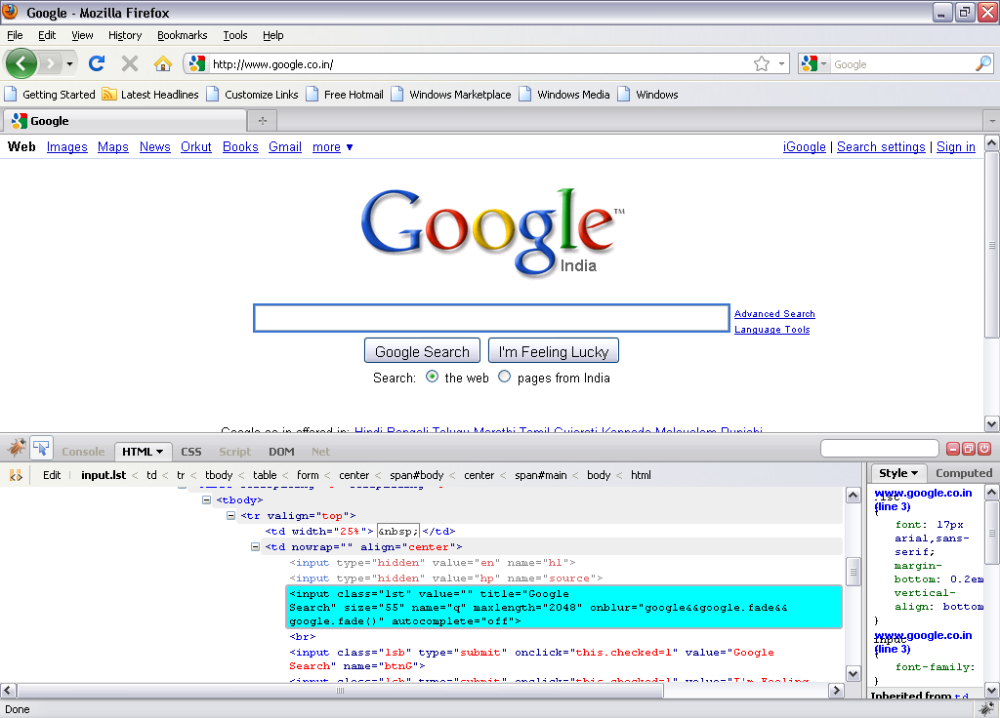 Google - Mozilla Firefox
File Edit View History Bookmarks Tools Help
http://www.google.co.in/ Google
Getting Started Latest Headlines Customize Links Free Hotmail Windows Marketplace Windows Media Windows
Google
Web Images Maps News Orkut Books Gmail more ▼ iGoogle | Search settings | Sign in
Google™
India
Advanced Search
Language Tools
Google Search I'm Feeling Lucky
Search: the web pages from India
Google.co.in offered in: Hindi Bengali Telugu Marathi Tamil Gujarati Kannada Malayalam Punjabi
Console HTML CSS Script DOM Net
Edit input.lst < td < tr < tbody < table < form < center < span#body < center < span#main < body < html
Style Computed
<tbody>
<tr valign="top">
<td width="25%"> &nbsp; </td>
<td nowrap="" align="center">
<input type="hidden" value="en" name="hl">
<input type="hidden" value="hp" name="source">
<input class="lst" value="" title="Google
Search" size="55" name="q" maxlength="2048" onblur="google&&google.fade&&
google.fade()" autocomplete="off">
<br>
<input class="lsb" type="submit" onclick="this.checked=1" value="Google
Search" name="btnG">
<input class="lsb" type="submit" onclick="this.checked=1" value="I'm Feeling
www.google.co.in
.lst (line 3)
{
font: 17px
arial,sans-
serif;
margin-
bottom: 0.2em
vertical-
align: bottom
}
www.google.co.in
input (line 3)
{
font-family:
}
Inherited from td
Done